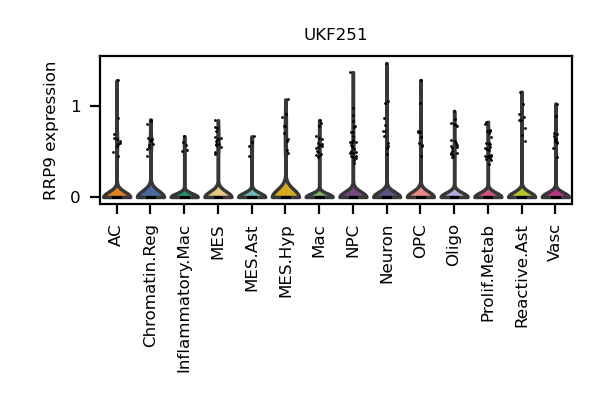 UKF251
RRP9 expression
1
0
AC
Chromatin.Reg
Inflammatory.Mac
MES
MES.Ast
MES.Hyp
Mac
NPC
Neuron
OPC
Oligo
Prolif.Metab
Reactive.Ast
Vasc